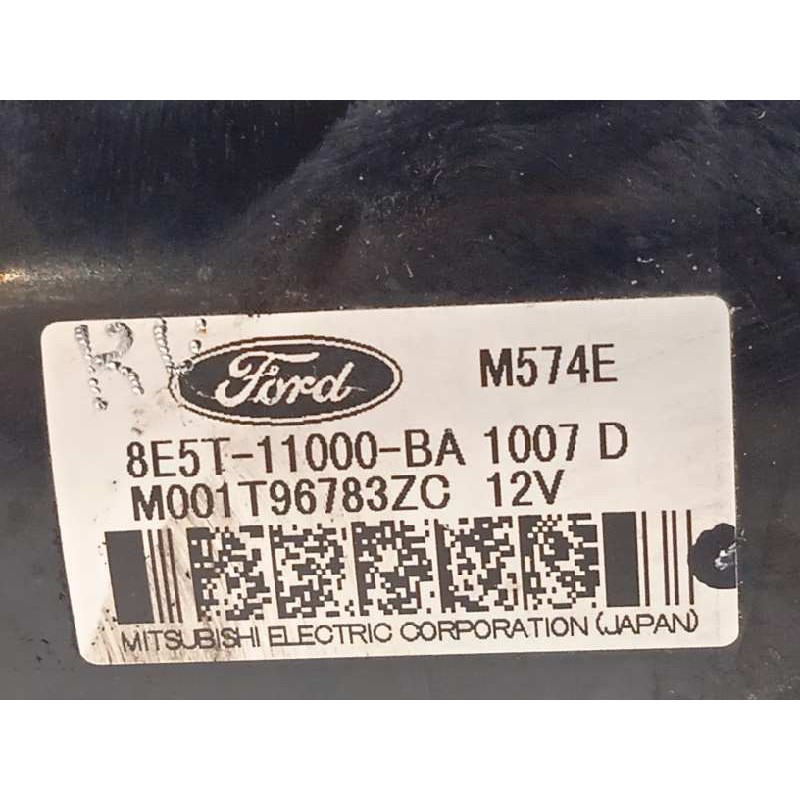 Ford M574E
8E5T-11000-BA 1007 D
M001T96783ZC 12V
MITSUBISHI ELECTRIC CORPORATION (JAPAN)